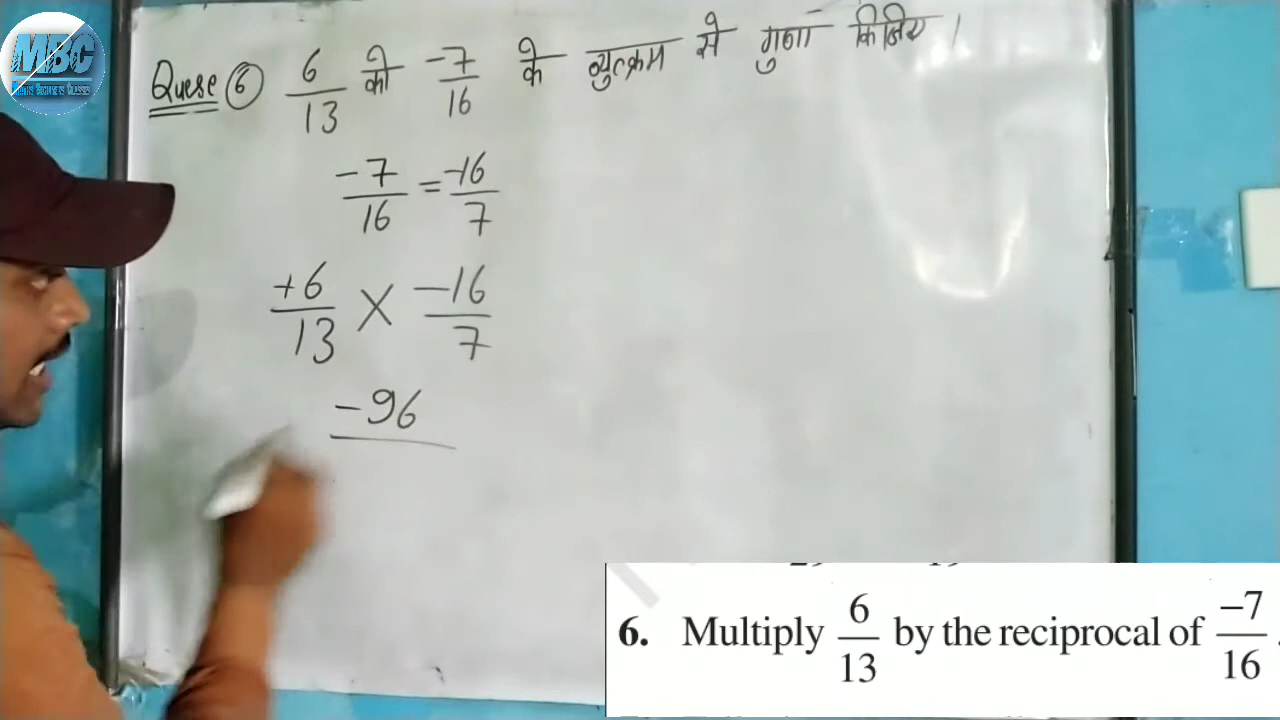 MBC
Quese 6 6/13 को -7/16 के व्युत्क्रम से गुणा किजिए।
-7/16 = -16/7
+6/13 × -16/7
-96
6. Multiply 6/13 by the reciprocal of -7/16.